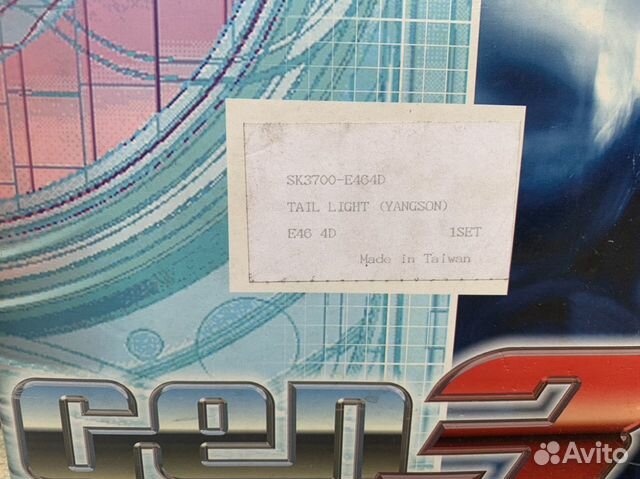 SK3700-E464D
TAIL LIGHT (YANGSON)
E46 4D 1SET
Made in Taiwan
Avito